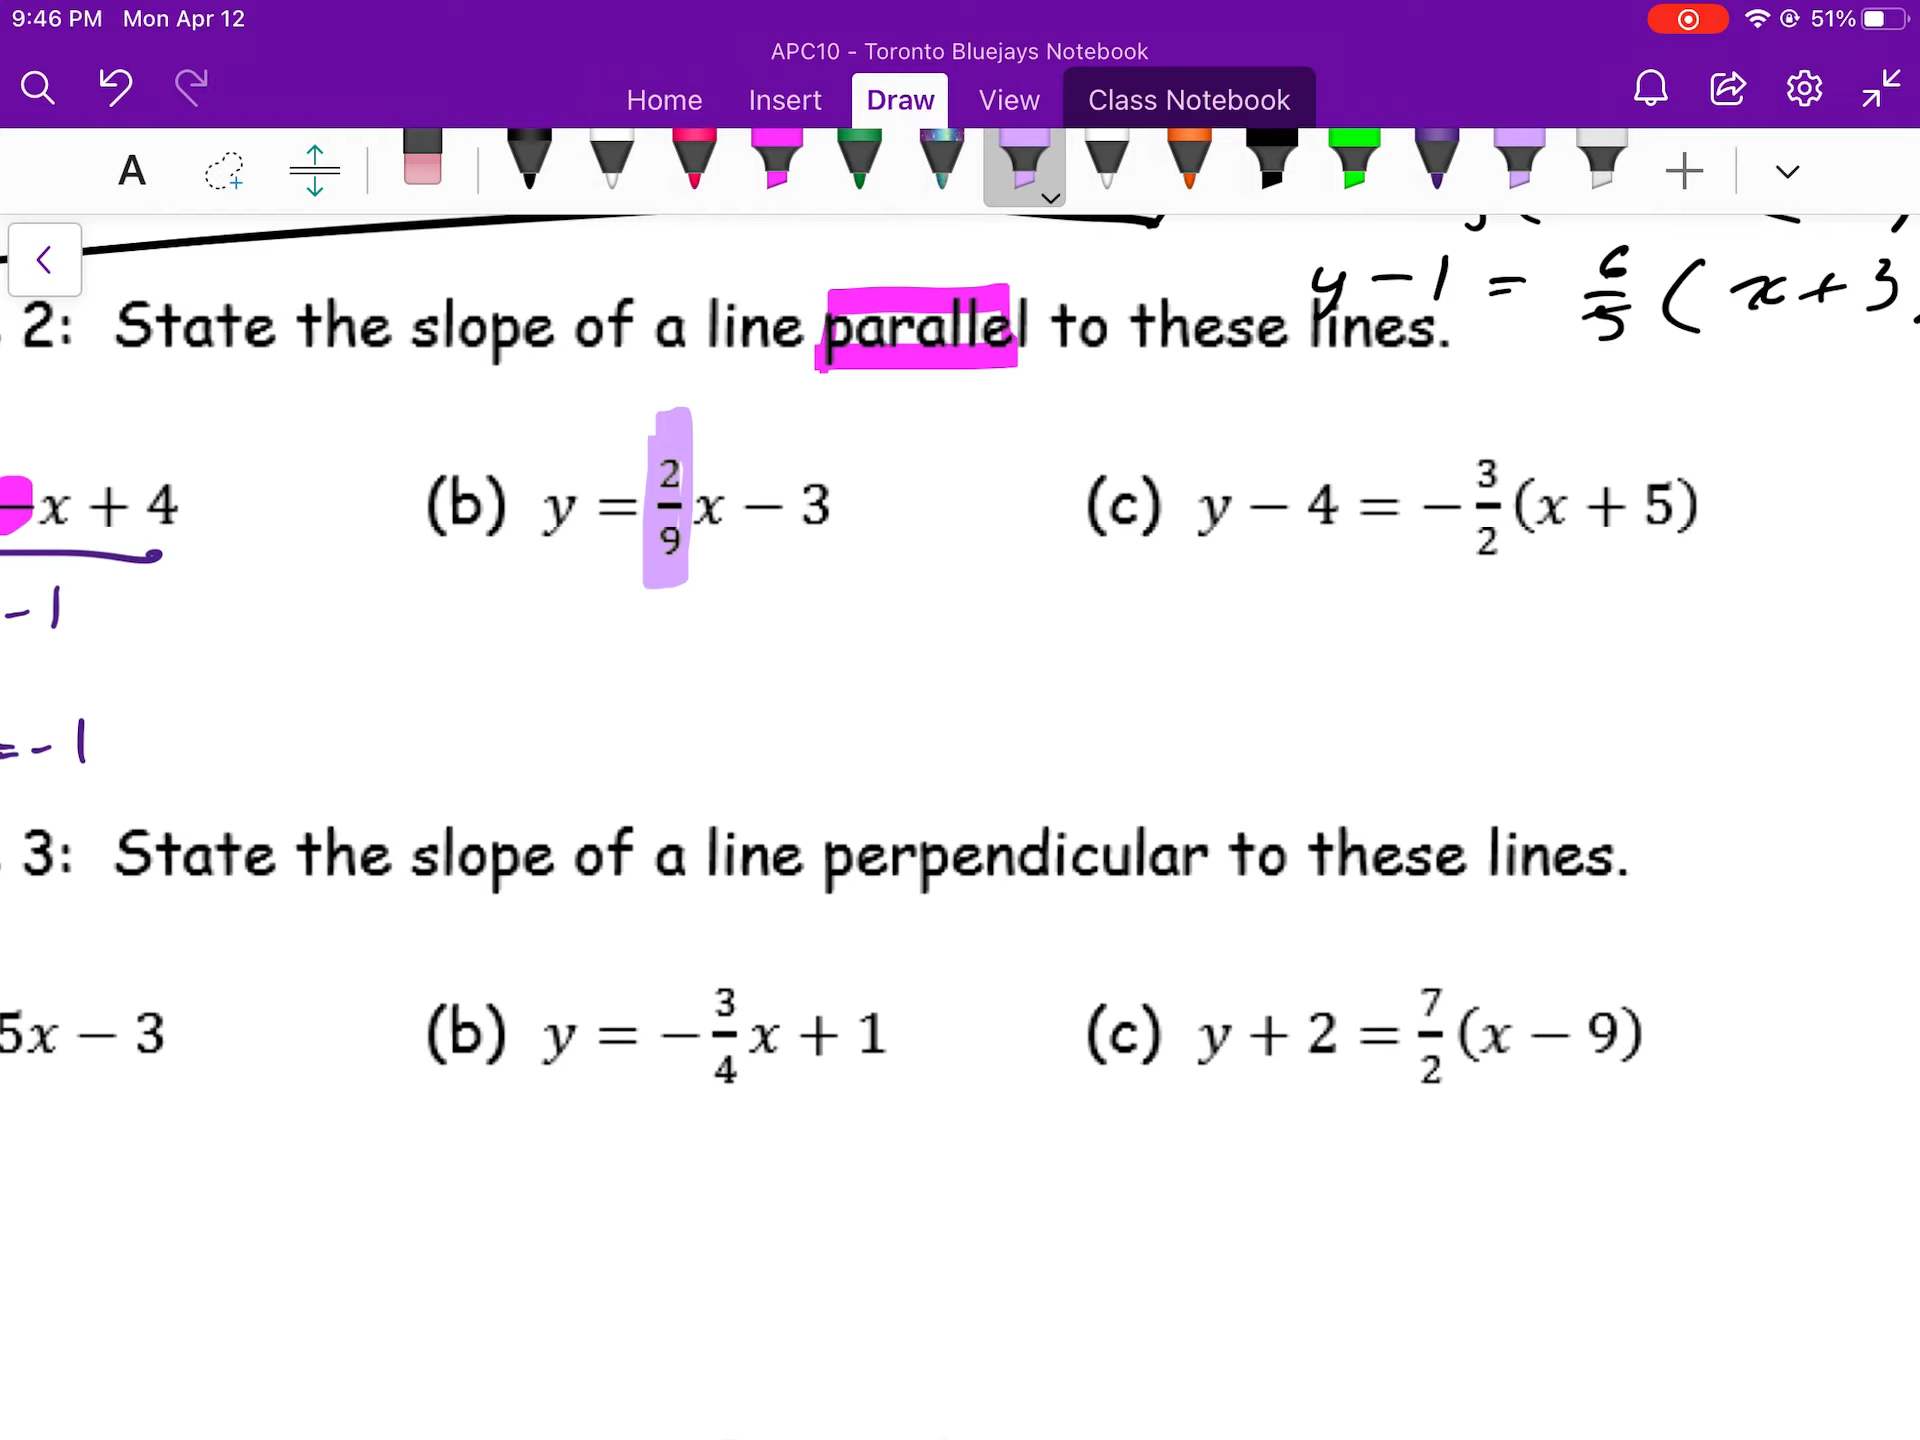 9:46 PM Mon Apr 12
51%
APC10 - Toronto Bluejays Notebook
Home Insert Draw View Class Notebook
A
y - 1 = 6/5 ( x + 3
2: State the slope of a line parallel to these lines.
-x + 4 (b) y = 2/9 x − 3 (c) y − 4 = −3/2 (x + 5)
- 1
= - 1
3: State the slope of a line perpendicular to these lines.
5x − 3 (b) y = −3/4 x + 1 (c) y + 2 = 7/2 (x − 9)